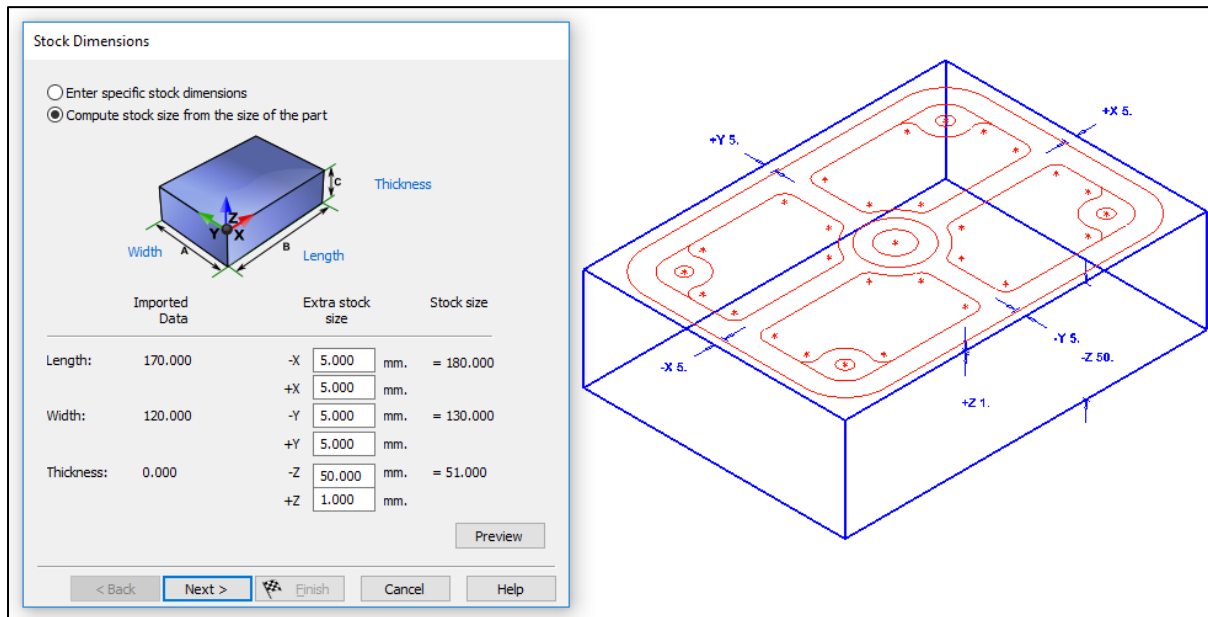 Stock Dimensions
Enter specific stock dimensions
Compute stock size from the size of the part
C
Thickness
Z
Y X
Width
A
B
Length
Imported Data
Extra stock size
Stock size
Length: 170.000 -X 5.000 mm. = 180.000
+X 5.000 mm.
Width: 120.000 -Y 5.000 mm. = 130.000
+Y 5.000 mm.
Thickness: 0.000 -Z 50.000 mm. = 51.000
+Z 1.000 mm.
Preview
< Back Next > Finish Cancel Help
+Y 5.
+X 5.
-X 5.
-Y 5.
-Z 50.
+Z 1.